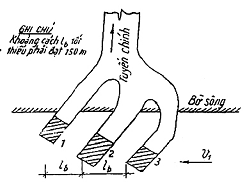 GHI CHÚ
Khoảng cách l_b tối
thiểu phải đạt 150 m
Tuyến chính
Bờ sông
1
2
3
l_b
l_b
v₁